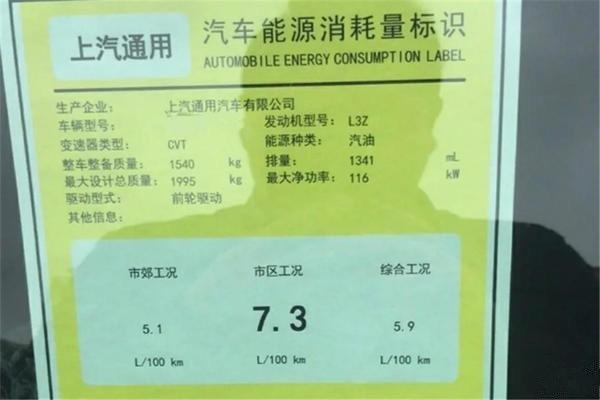 上汽通用 汽车能源消耗量标识
AUTOMOBILE ENERGY CONSUMPTION LABEL
生产企业: 上汽通用汽车有限公司
车辆型号: 发动机型号: L3Z
变速器类型: CVT 能源种类: 汽油
整车整备质量: 1540 kg 排量: 1341 mL
最大设计总质量: 1995 kg 最大净功率: 116 kW
驱动型式: 前轮驱动
其他信息:
市郊工况 市区工况 综合工况
5.1 7.3 5.9
L/100 km L/100 km L/100 km